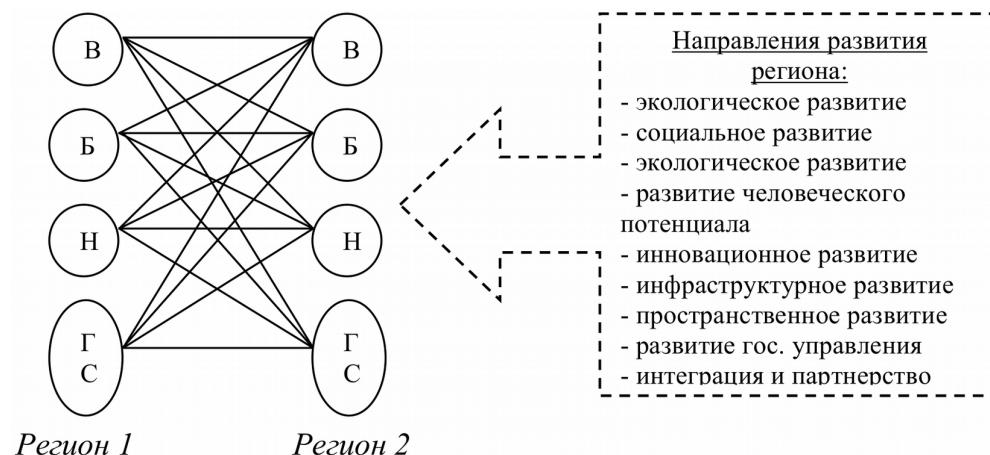 В
Б
Н
Г
С
В
Б
Н
Г
С
Регион 1
Регион 2
Направления развития
региона:
- экологическое развитие
- социальное развитие
- экологическое развитие
- развитие человеческого
потенциала
- инновационное развитие
- инфраструктурное развитие
- пространственное развитие
- развитие гос. управления
- интеграция и партнерство